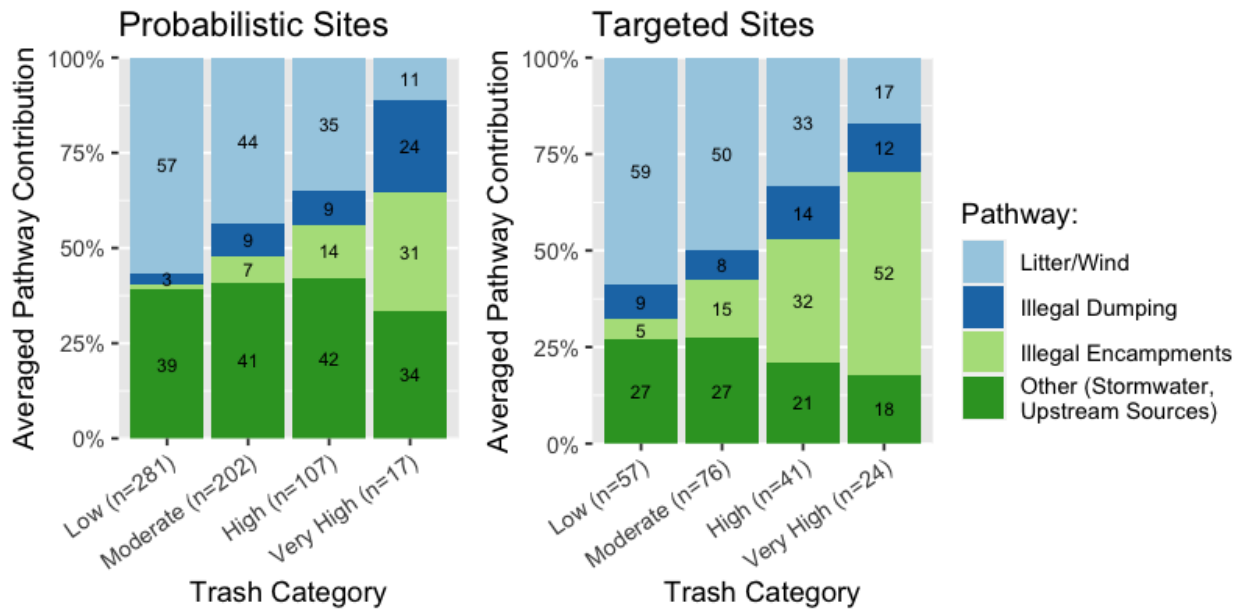 Probabilistic Sites
Averaged Pathway Contribution
100%
75%
50%
25%
0%
57
3
39
44
9
7
41
35
9
14
42
11
24
31
34
Low (n=281)
Moderate (n=202)
High (n=107)
Very High (n=17)
Trash Category
Targeted Sites
Averaged Pathway Contribution
100%
75%
50%
25%
0%
59
9
5
27
50
8
15
27
33
14
32
21
17
12
52
18
Low (n=57)
Moderate (n=76)
High (n=41)
Very High (n=24)
Trash Category
Pathway:
Litter/Wind
Illegal Dumping
Illegal Encampments
Other (Stormwater,
Upstream Sources)